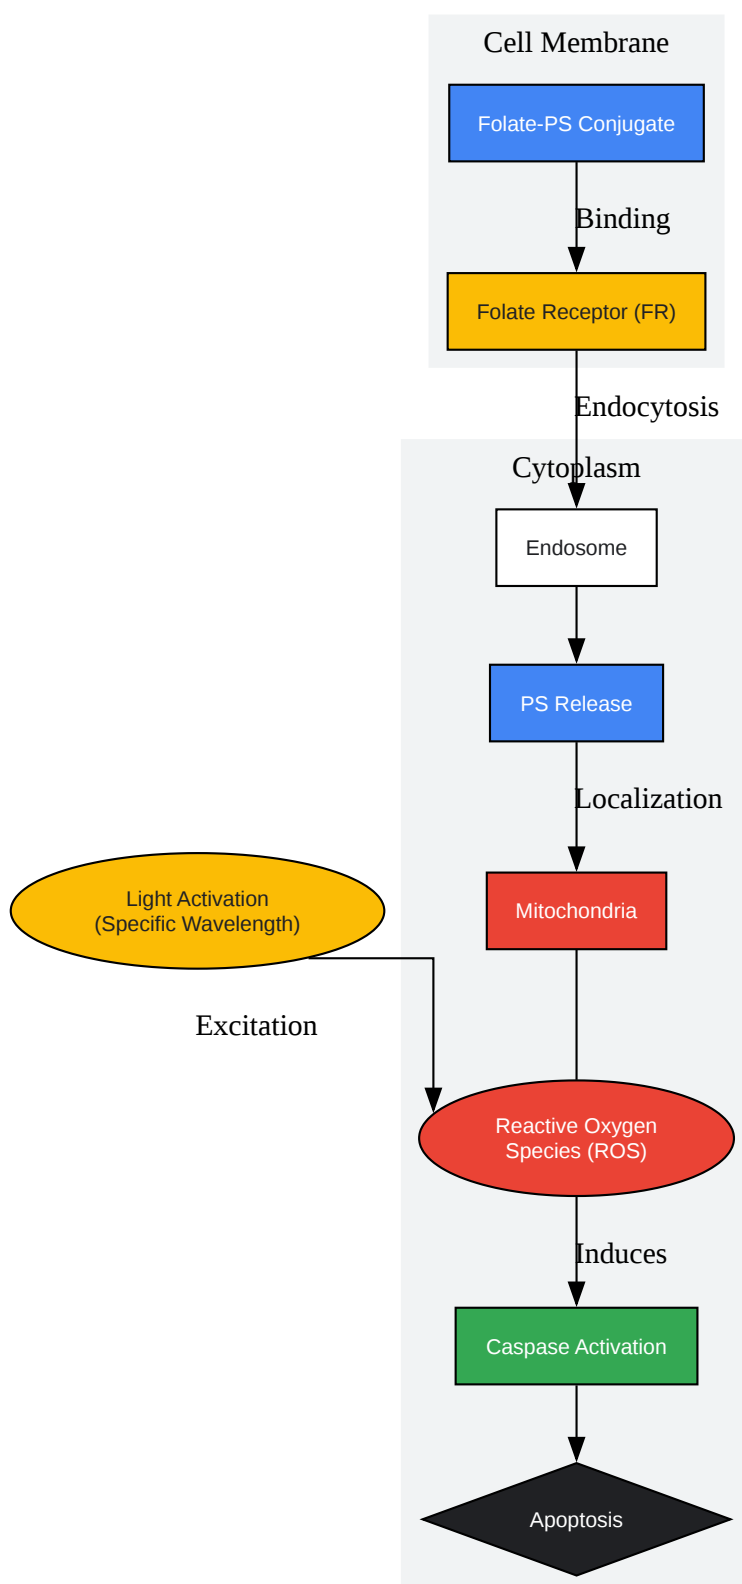 Cell Membrane
Folate-PS Conjugate
Binding
Folate Receptor (FR)
Endocytosis
Cytoplasm
Endosome
PS Release
Localization
Light Activation
(Specific Wavelength)
Mitochondria
Excitation
Reactive Oxygen
Species (ROS)
Induces
Caspase Activation
Apoptosis